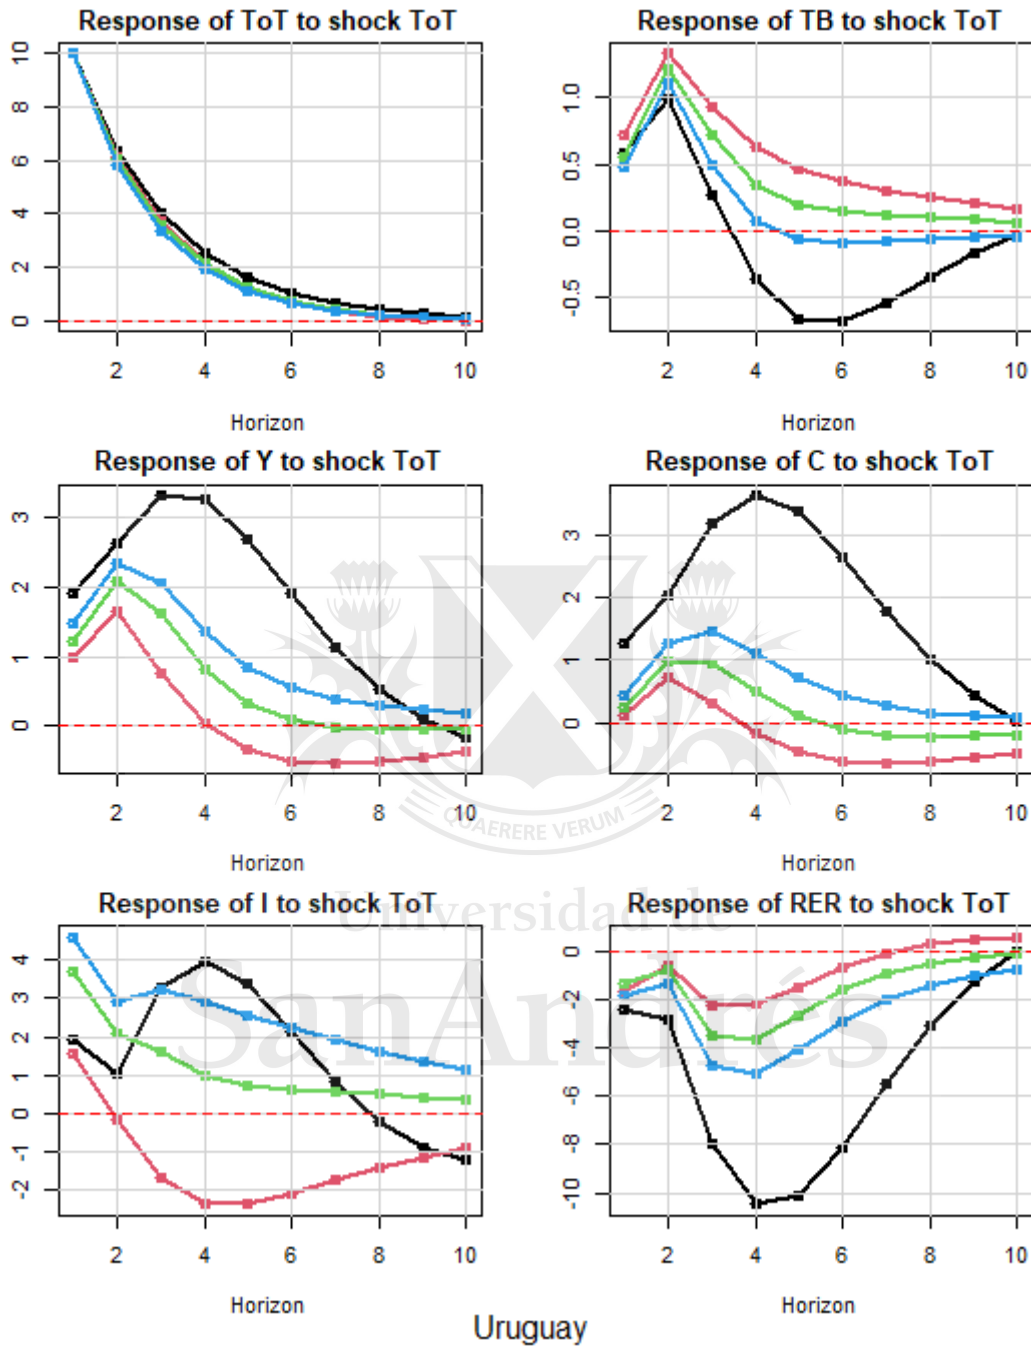 Response of ToT to shock ToT
10
8
6
4
2
0
2 4 6 8 10
Horizon
Response of TB to shock ToT
1.0
0.5
0.0
-0.5
2 4 6 8 10
Horizon
Response of Y to shock ToT
3
2
1
0
2 4 6 8 10
Horizon
Response of C to shock ToT
3
2
1
0
2 4 6 8 10
Horizon
QUAERERE VERUM
Universidad de
SanAndrés
Response of I to shock ToT
4
3
2
1
0
-1
-2
2 4 6 8 10
Horizon
Response of RER to shock ToT
0
-2
-4
-6
-8
-10
2 4 6 8 10
Horizon
Uruguay